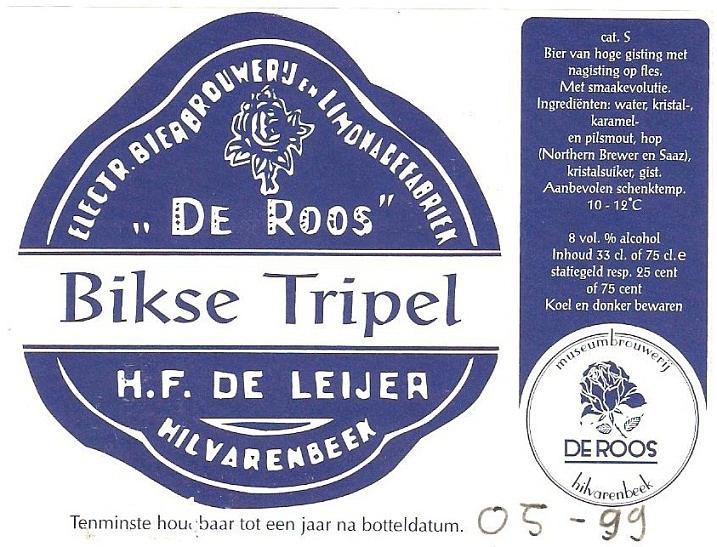 ELECTR. BIERBROUWERIJ EN LIMONADEFABRIEK
„DE ROOS"
Bikse Tripel
H.F. DE LEIJER
HILVARENBEEK
Tenminste houdbaar tot een jaar na botteldatum. 05-99
cat. S
Bier van hoge gisting met
nagisting op fles.
Met smaakevolutie.
Ingrediënten: water, kristal-,
karamel-
en pilsmout, hop
(Northern Brewer en Saaz),
kristalsuiker, gist.
Aanbevolen schenktemp.
10 - 12°C
8 vol. % alcohol
Inhoud 33 cl. of 75 cl. e
statiegeld resp. 25 cent
of 75 cent
Koel en donker bewaren
museumbrouwerij
DE ROOS
hilvarenbeek